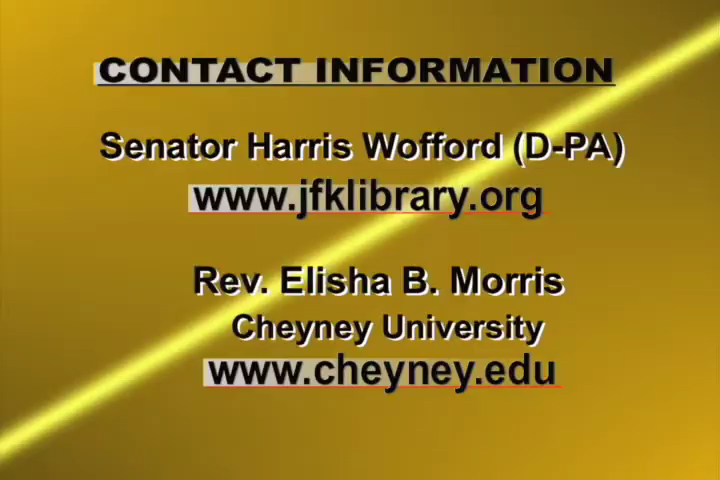 CONTACT INFORMATION
Senator Harris Wofford (D-PA)
www.jfklibrary.org
Rev. Elisha B. Morris
Cheyney University
www.cheyney.edu